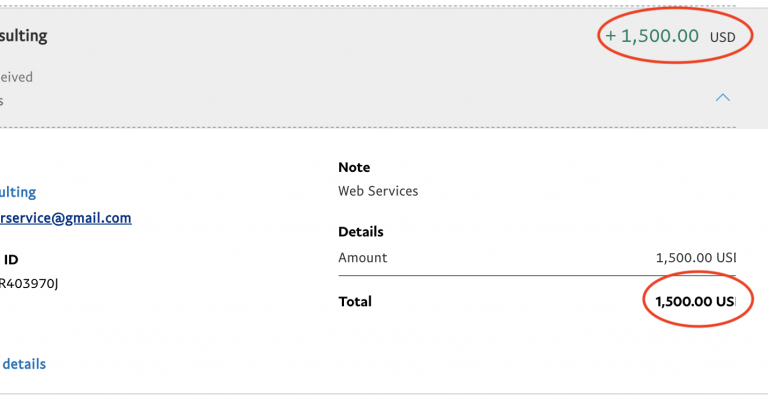 sulting
+ 1,500.00 USD
eived
s
ulting
rservice@gmail.com
ID
R403970J
details
Note
Web Services
Details
Amount 1,500.00 USI
Total 1,500.00 US